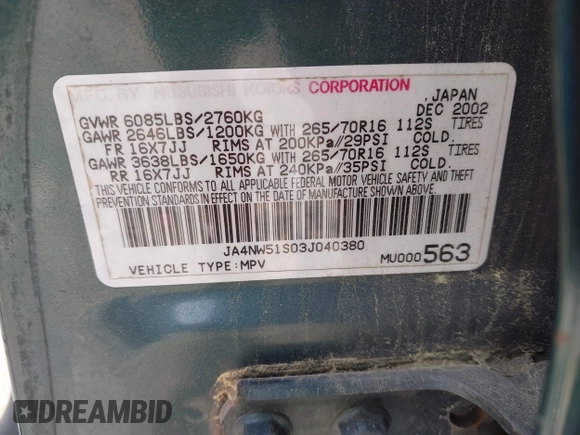 MFD. BY MITSUBISHI MOTORS CORPORATION
JAPAN
GVWR 6085LBS/2760KG DEC 2002
GAWR 2646LBS/1200KG WITH 265/70R16 112S TIRES
FR 16X7JJ RIMS AT 200KPa//29PSI COLD.
GAWR 3638LBS/1650KG WITH 265/70R16 112S TIRES
RR 16X7JJ RIMS AT 240KPa//35PSI COLD.
THIS VEHICLE CONFORMS TO ALL APPLICABLE FEDERAL MOTOR VEHICLE SAFETY AND THEFT
PREVENTION STANDARDS IN EFFECT ON THE DATE OF MANUFACTURE SHOWN ABOVE.
JA4NW51S03J040380
VEHICLE TYPE:MPV MU000563
DREAMBID